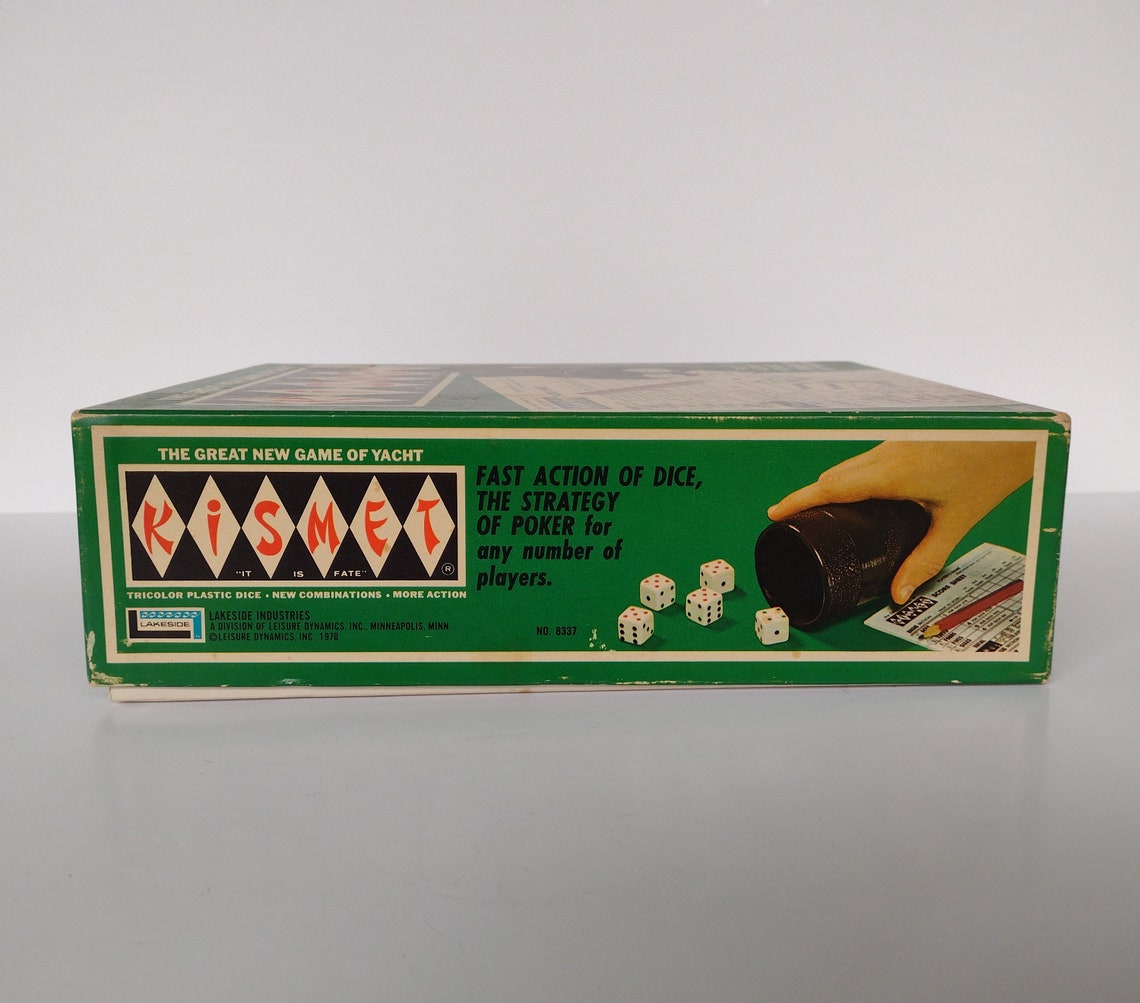 THE GREAT NEW GAME OF YACHT
KiSMET
"IT IS FATE" ®
TRICOLOR PLASTIC DICE • NEW COMBINATIONS • MORE ACTION
LAKESIDE
LAKESIDE INDUSTRIES
A DIVISION OF LEISURE DYNAMICS, INC., MINNEAPOLIS, MINN.
©LEISURE DYNAMICS, INC., 1970
FAST ACTION OF DICE,
THE STRATEGY
OF POKER for
any number of
players.
NO. 8337
SCORE SHEET